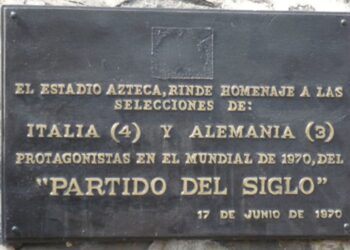 EL ESTADIO AZTECA, RINDE HOMENAJE A LAS
SELECCIONES DE:
ITALIA (4) Y ALEMANIA (3)
PROTAGONISTAS EN EL MUNDIAL DE 1970, DEL
"PARTIDO DEL SIGLO"
17 DE JUNIO DE 1970